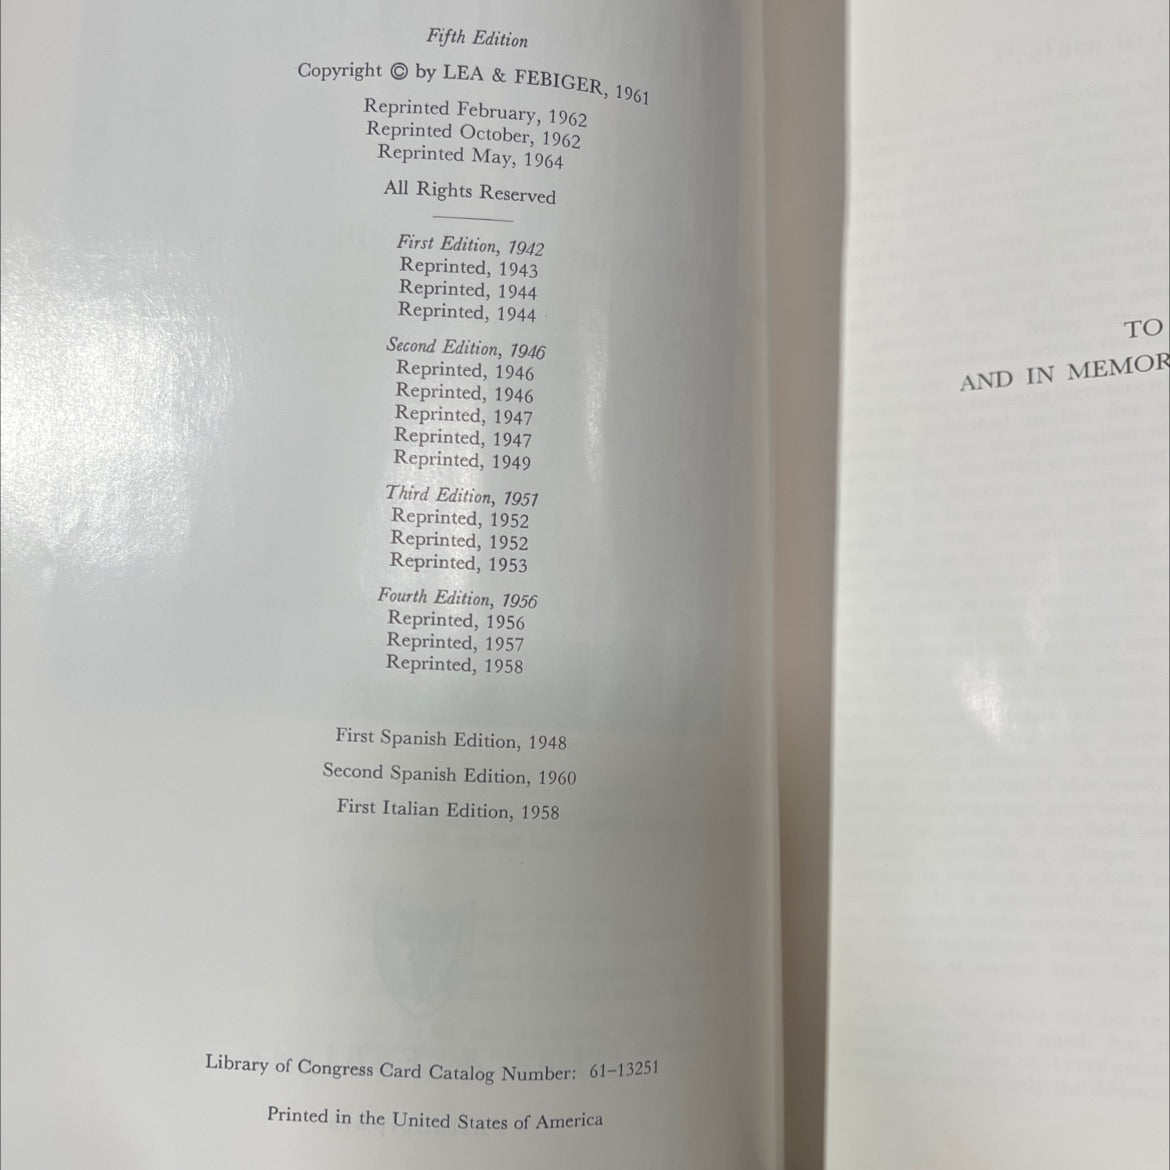 Fifth Edition
Copyright © by LEA & FEBIGER, 1961
Reprinted February, 1962
Reprinted October, 1962
Reprinted May, 1964
All Rights Reserved
First Edition, 1942
Reprinted, 1943
Reprinted, 1944
Reprinted, 1944
Second Edition, 1946
Reprinted, 1946
Reprinted, 1946
Reprinted, 1947
Reprinted, 1947
Reprinted, 1949
Third Edition, 1951
Reprinted, 1952
Reprinted, 1952
Reprinted, 1953
Fourth Edition, 1956
Reprinted, 1956
Reprinted, 1957
Reprinted, 1958
First Spanish Edition, 1948
Second Spanish Edition, 1960
First Italian Edition, 1958
Library of Congress Card Catalog Number: 61-13251
Printed in the United States of America
TO
AND IN MEMOR